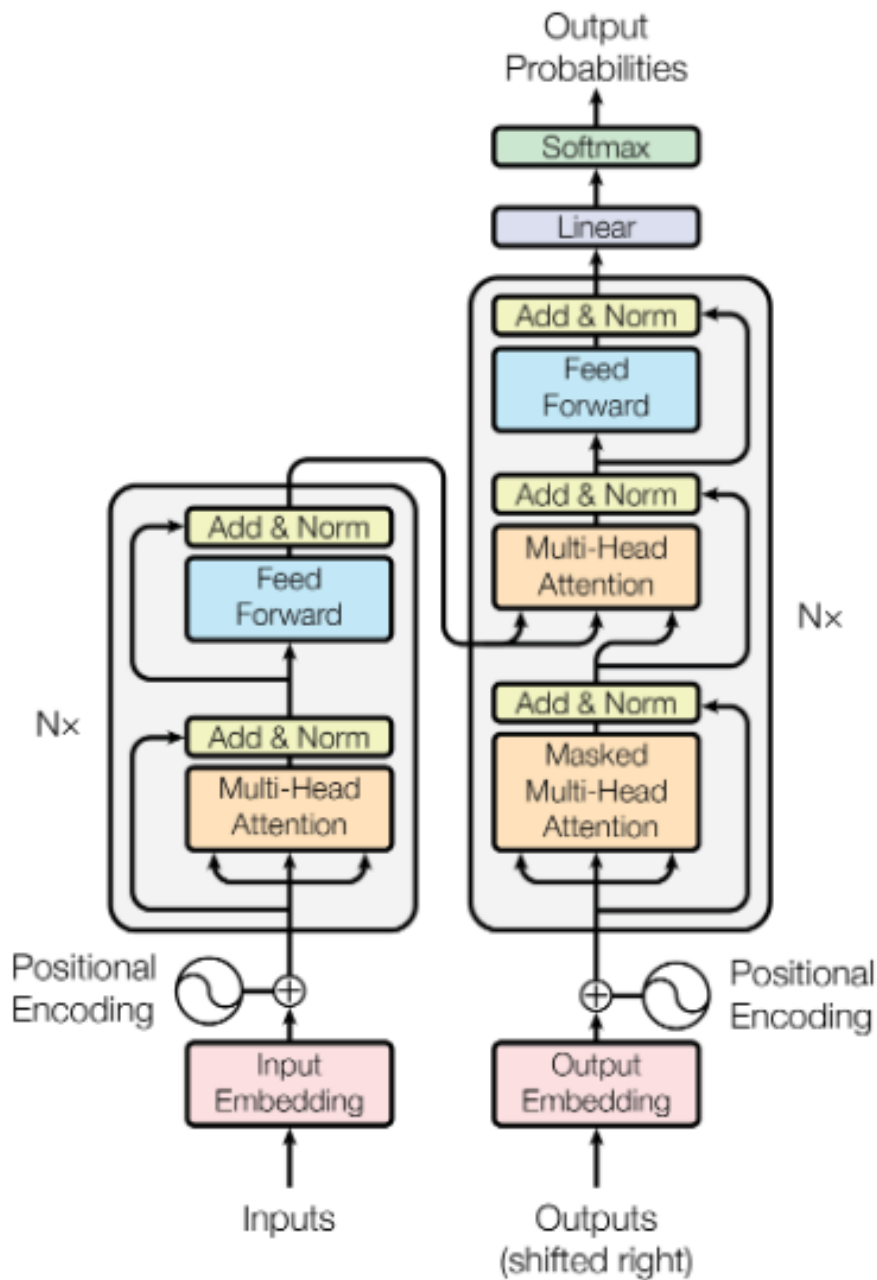 Output
Probabilities
Softmax
Linear
Add & Norm
Feed
Forward
Add & Norm
Multi-Head
Attention
Nx
Add & Norm
Masked
Multi-Head
Attention
Add & Norm
Feed
Forward
Nx
Add & Norm
Multi-Head
Attention
Positional
Encoding
Positional
Encoding
Input
Embedding
Output
Embedding
Inputs
Outputs
(shifted right)